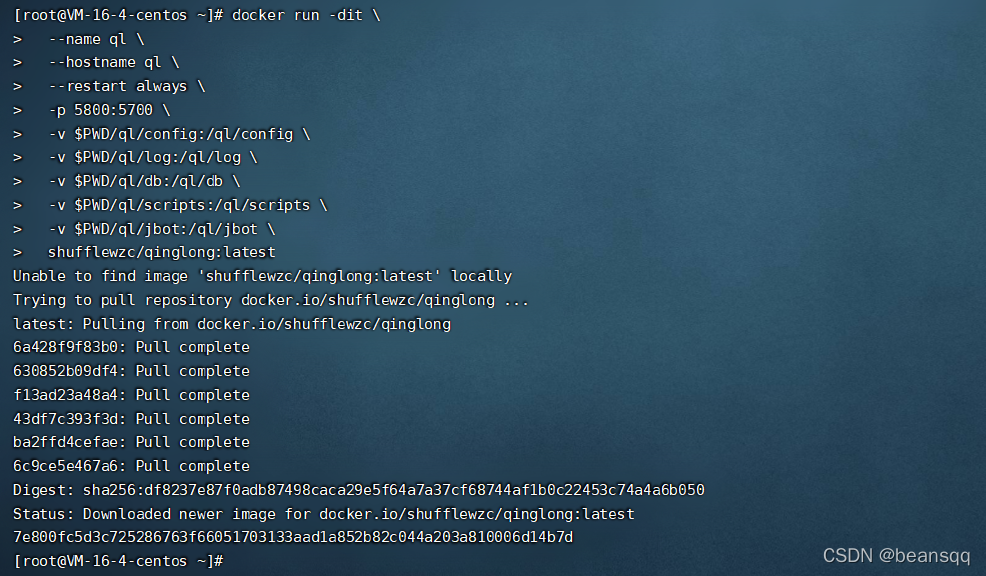 [root@VM-16-4-centos ~]# docker run -dit \
>   --name ql \
>   --hostname ql \
>   --restart always \
>   -p 5800:5700 \
>   -v $PWD/ql/config:/ql/config \
>   -v $PWD/ql/log:/ql/log \
>   -v $PWD/ql/db:/ql/db \
>   -v $PWD/ql/scripts:/ql/scripts \
>   -v $PWD/ql/jbot:/ql/jbot \
>   shufflewzc/qinglong:latest
Unable to find image 'shufflewzc/qinglong:latest' locally
Trying to pull repository docker.io/shufflewzc/qinglong ...
latest: Pulling from docker.io/shufflewzc/qinglong
6a428f9f83b0: Pull complete
630852b09df4: Pull complete
f13ad23a48a4: Pull complete
43df7c393f3d: Pull complete
ba2ffd4cefae: Pull complete
6c9ce5e467a6: Pull complete
Digest: sha256:df8237e87f0adb87498caca29e5f64a7a37cf68744af1b0c22453c74a4a6b050
Status: Downloaded newer image for docker.io/shufflewzc/qinglong:latest
7e800fc5d3c725286763f66051703133aad1a852b82c044a203a810006d14b7d
[root@VM-16-4-centos ~]#
CSDN @beansqq